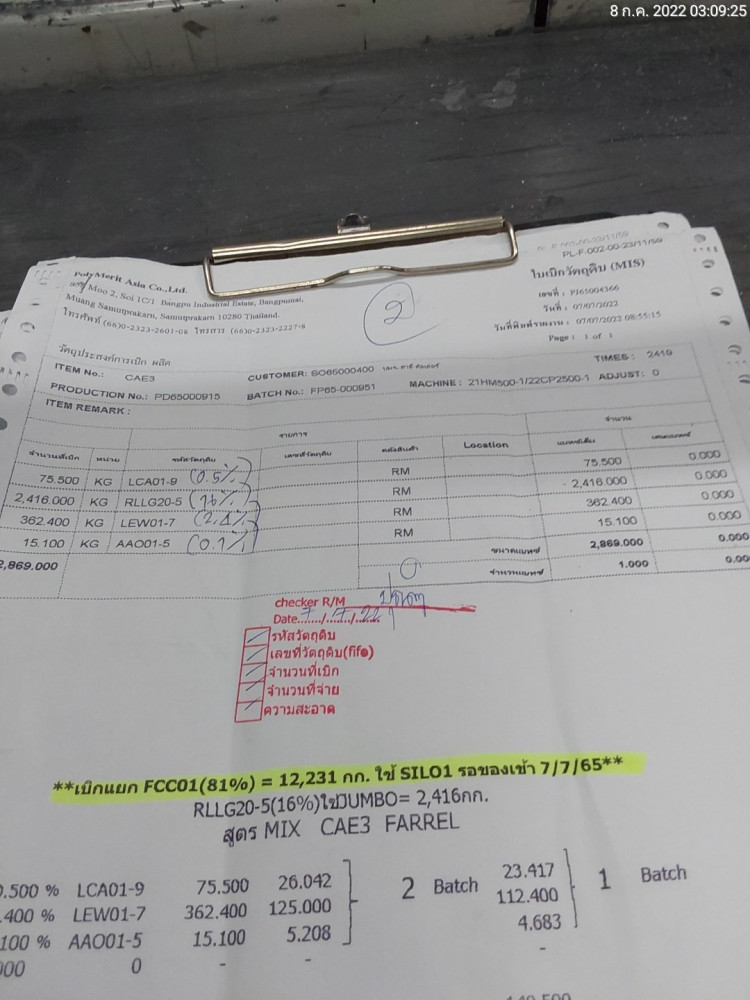 8 ก.ค. 2022 03:09:25
PL-F-002-00-23/11/59
PolyMerit Asia Co.,Ltd.
Moo 2, Soi 1C/1 Bangpu Industrial Estate, Bangpumai,
Muang Samutprakarn, Samutprakarn 10280 Thailand.
โทรศัพท์ (66)0-2323-2601-08 โทรสาร (66)0-2323-2227-8
2
ใบเบิกวัตถุดิบ (MIS)
เลขที่ : PI65004366
วันที่ : 07/07/2022
วันที่พิมพ์รายงาน : 07/07/2022 08:55:15
Page : 1 of 1
วัตถุประสงค์การเบิก ผลิต
ITEM No.: CAE3 CUSTOMER: SO65000400 TIMES: 2419
PRODUCTION No.: PD65000915 BATCH No.: FP65-000951 MACHINE : 21HM500-1/22CP2500-1 ADJUST: 0
ITEM REMARK :
รายการ จำนวน
จำนวนที่เบิก หน่วย รหัสวัตถุดิบ เลขที่วัตถุดิบ คลังสินค้า Location แบทช์เต็ม เศษแบทช์
75.500 KG LCA01-9 (0.5%) RM 75.500 0.000
2,416.000 KG RLLG20-5 (16%) RM 2,416.000 0.000
362.400 KG LEW01-7 (2.4%) RM 362.400 0.000
15.100 KG AAO01-5 (0.1%) RM 15.100 0.000
2,869.000 ขนาดแบทช์ 2,869.000 0.000
จำนวนแบทช์ 1.000 0.00
checker R/M
Date 7 / 7 / 22
รหัสวัตถุดิบ
เลขที่วัตถุดิบ(fifo)
จำนวนที่เบิก
จำนวนที่จ่าย
ความสะอาด
**เบิกแยก FCC01(81%) = 12,231 กก. ใช้ SILO1 รอของเข้า 7/7/65**
RLLG20-5(16%)ใช้JUMBO= 2,416กก.
สูตร MIX CAE3 FARREL
0.500 % LCA01-9 75.500 26.042 2 Batch 23.417 1 Batch
.400 % LEW01-7 362.400 125.000 112.400
.100 % AAO01-5 15.100 5.208 4.683
000 0 - - -